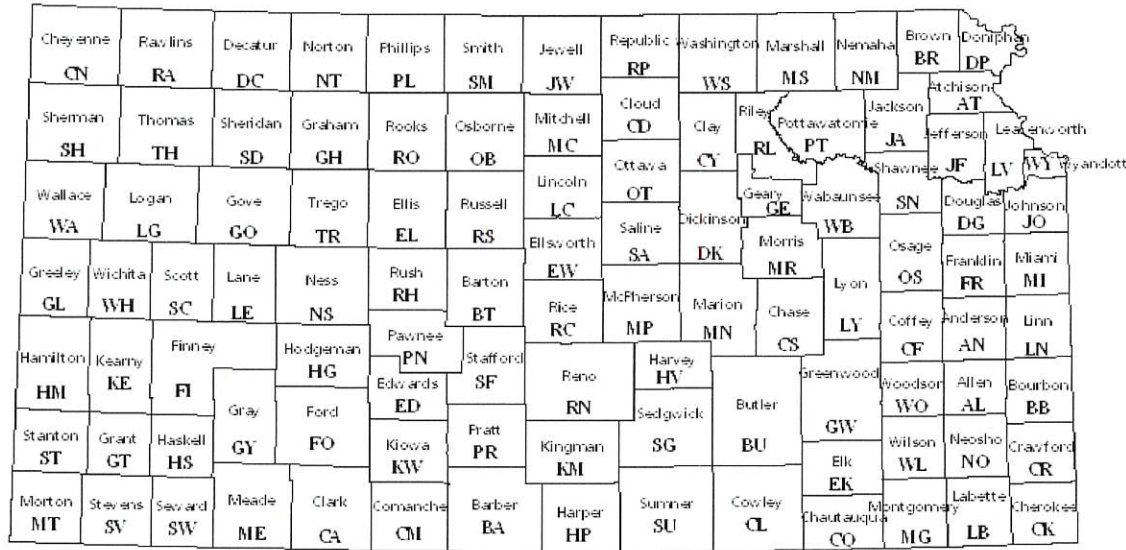 Cheyenne
CN
Rawlins
RA
Decatur
DC
Norton
NT
Phillips
PL
Smith
SM
Jewell
JW
Republic
RP
Washington
WS
Marshall
MS
Nemaha
NM
Brown
BR
Doniphan
DP
Atchison
AT
Sherman
SH
Thomas
TH
Sheridan
SD
Graham
GH
Rooks
RO
Osborne
OB
Mitchell
MC
Cloud
CD
Clay
CY
Riley
RL
Pottawatomie
PT
Jackson
JA
Jefferson
JF
Leavenworth
LV
WY
Wyandott
Lincoln
LC
Ottawa
OT
Geary
GE
Wabaunsee
WB
Shawnee
SN
Douglas
DG
Johnson
JO
Wallace
WA
Logan
LG
Gove
GO
Trego
TR
Ellis
EL
Russell
RS
Ellsworth
EW
Saline
SA
Dickinson
DK
Morris
MR
Osage
OS
Franklin
FR
Miami
MI
Greeley
GL
Wichita
WH
Scott
SC
Lane
LE
Ness
NS
Rush
RH
Barton
BT
Rice
RC
McPherson
MP
Marion
MN
Chase
CS
Lyon
LY
Coffey
CF
Anderson
AN
Linn
LN
Hamilton
HM
Kearny
KE
Finney
FI
Hodgeman
HG
Pawnee
PN
Stafford
SF
Edwards
ED
Reno
RN
Harvey
HV
Sedgwick
SG
Butler
BU
Greenwood
GW
Woodson
WO
Allen
AL
Bourbon
BB
Gray
GY
Ford
FO
Kiowa
KW
Pratt
PR
Kingman
KM
Stanton
ST
Grant
GT
Haskell
HS
Elk
EK
Wilson
WL
Neosho
NO
Crawford
CR
Morton
MT
Stevens
SV
Seward
SW
Meade
ME
Clark
CA
Comanche
CM
Barber
BA
Harper
HP
Sumner
SU
Cowley
CL
Chautauqua
CQ
Montgomery
MG
Labette
LB
Cherokee
CK